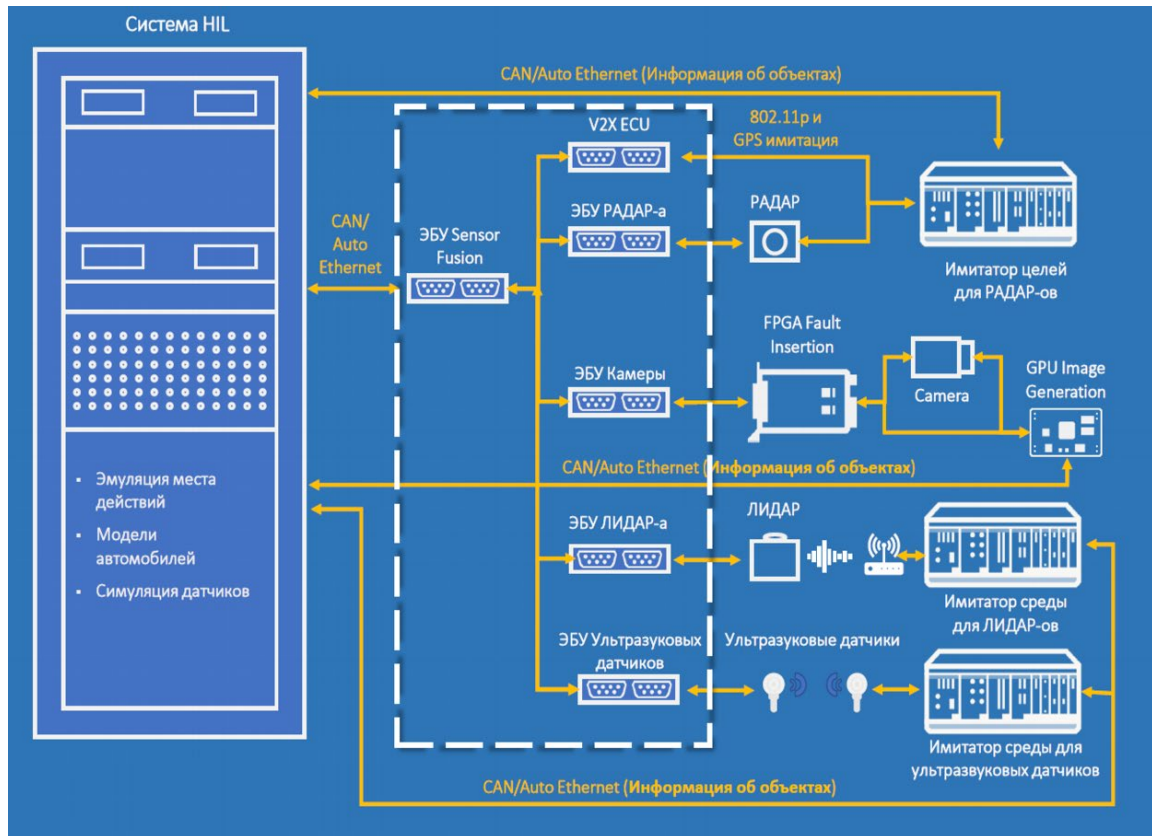 Система HIL
CAN/Auto Ethernet (Информация об объектах)
V2X ECU
802.11p и
GPS имитация
CAN/
Auto
Ethernet
ЭБУ Sensor
Fusion
ЭБУ РАДАР-а
РАДАР
Имитатор целей
для РАДАР-ов
FPGA Fault
Insertion
ЭБУ Камеры
Camera
GPU Image
Generation
CAN/Auto Ethernet (Информация об объектах)
▪ Эмуляция места
действий
▪ Модели
автомобилей
▪ Симуляция датчиков
ЭБУ ЛИДАР-а
ЛИДАР
Имитатор среды
для ЛИДАР-ов
ЭБУ Ультразуковых
датчиков
Ультразуковые датчики
Имитатор среды для
ультразвуковых датчиков
CAN/Auto Ethernet (Информация об объектах)